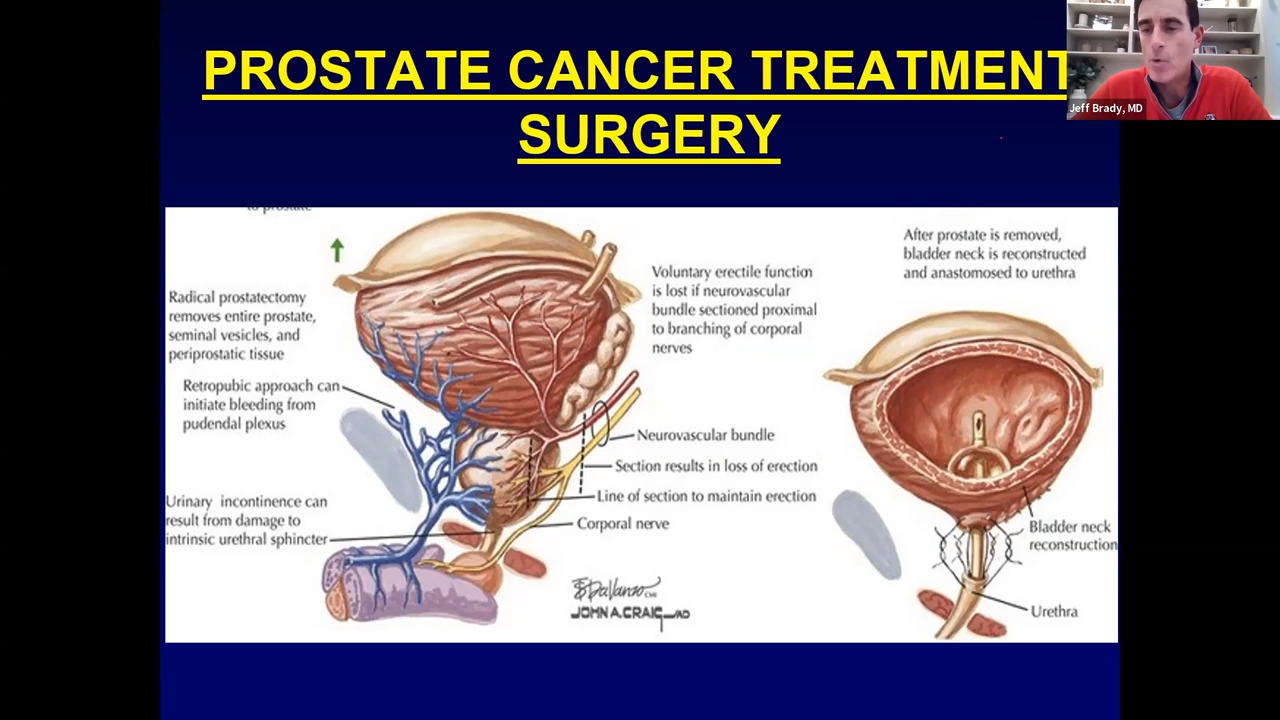 PROSTATE CANCER TREATMENT
SURGERY
Jeff Brady, MD
to prostate
Radical prostatectomy
removes entire prostate,
seminal vesicles, and
periprostatic tissue
Retropubic approach can
initiate bleeding from
pudendal plexus
Urinary incontinence can
result from damage to
intrinsic urethral sphincter
Voluntary erectile function
is lost if neurovascular
bundle sectioned proximal
to branching of corporal
nerves
Neurovascular bundle
Section results in loss of erection
Line of section to maintain erection
Corporal nerve
JOHN A. CRAIG_AD
After prostate is removed,
bladder neck is reconstructed
and anastomosed to urethra
Bladder neck
reconstruction
Urethra